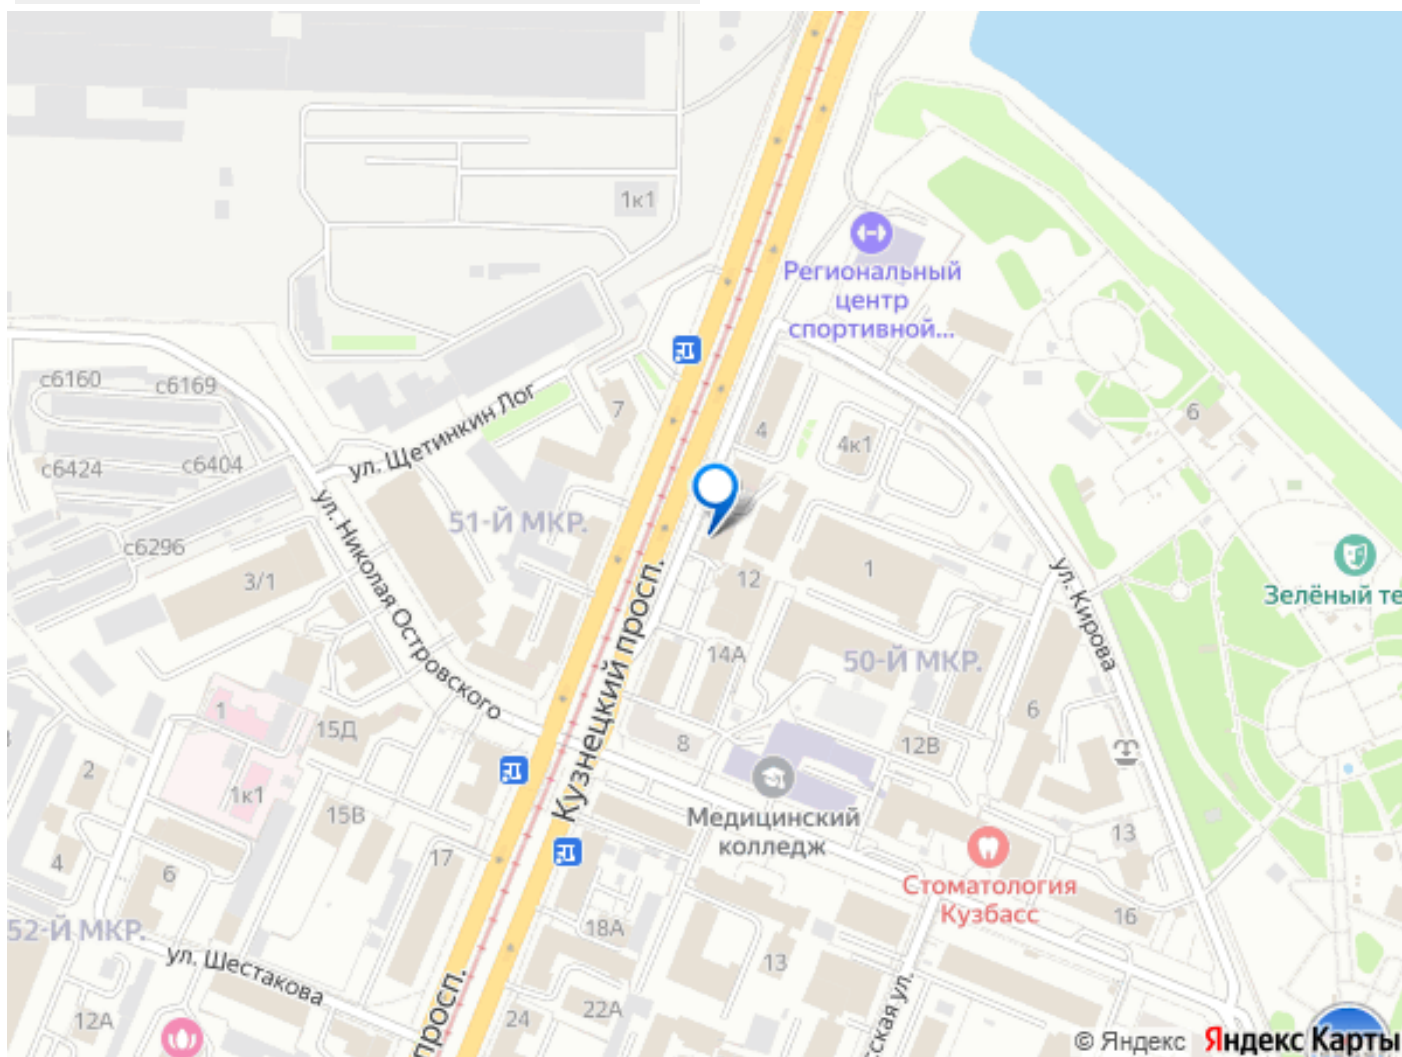 1к1
Региональный
центр
спортивной...
с6160
с6169
7
6
ул. Щетинкин Лог
4
4к1
с6424
с6404
ул. Николая Островского
51-Й МКР.
с6296
3/1
12
1
ул. Кирова
Зелёный те
Кузнецкий просп.
14А
50-Й МКР.
1
15Д
6
8
12В
2
1к1
15В
Медицинский
колледж
13
17
4
6
Стоматология
Кузбасс
16
18А
52-Й МКР.
ул. Шестакова
13
просп.
22А
24
12А
сская ул.
© Яндекс
Яндекс Карты